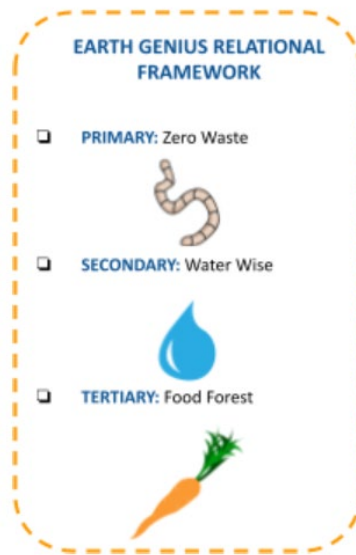 EARTH GENIUS RELATIONAL
FRAMEWORK
PRIMARY: Zero Waste
SECONDARY: Water Wise
TERTIARY: Food Forest